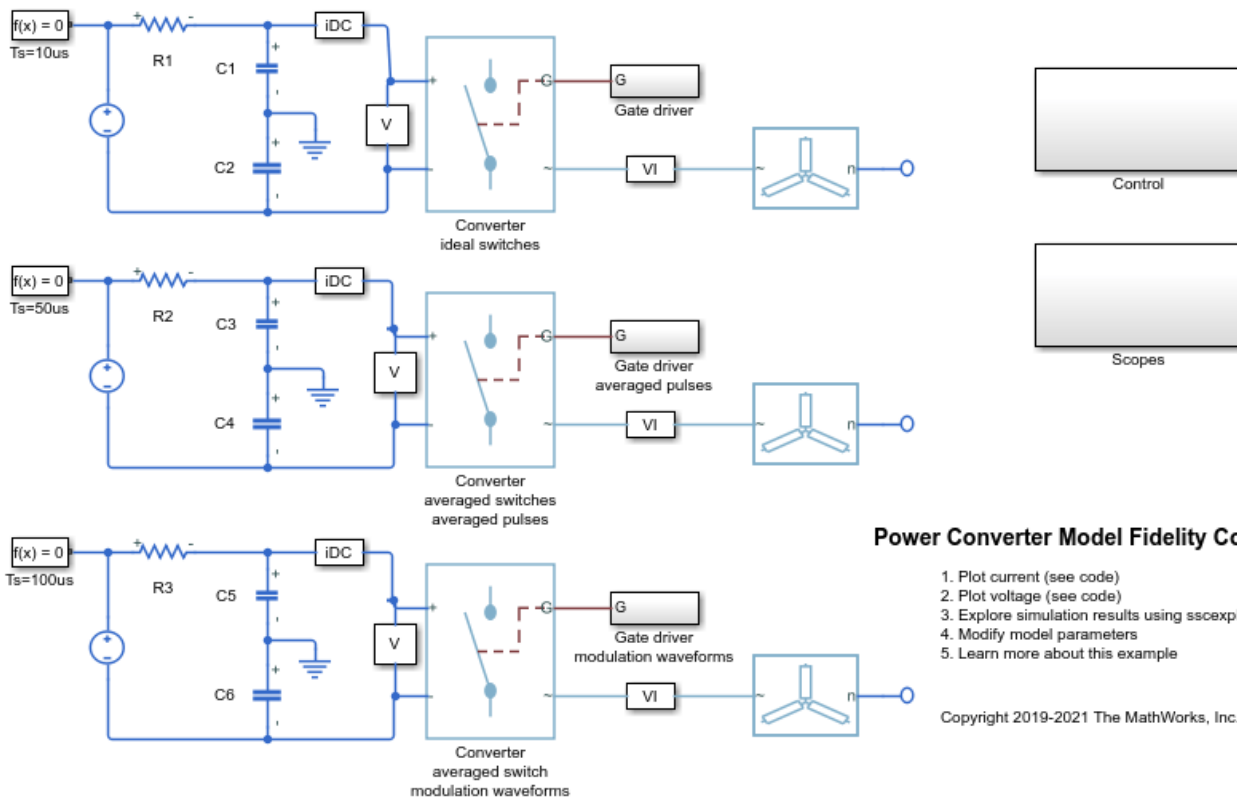 f(x) = 0
Ts=10us
+
-
R1
C1
+
-
C2
+
-
iDC
V
+
-
+
-
G
~
Converter
ideal switches
G
Gate driver
VI
~
n
Control
f(x) = 0
Ts=50us
+
-
R2
C3
+
-
C4
+
-
iDC
V
+
-
+
-
G
~
Converter
averaged switches
averaged pulses
G
Gate driver
averaged pulses
VI
~
n
Scopes
f(x) = 0
Ts=100us
+
-
R3
C5
+
-
C6
+
-
iDC
V
+
-
+
-
G
~
Converter
averaged switch
modulation waveforms
G
Gate driver
modulation waveforms
VI
~
n
Power Converter Model Fidelity Co
1. Plot current (see code)
2. Plot voltage (see code)
3. Explore simulation results using sscexp
4. Modify model parameters
5. Learn more about this example
Copyright 2019-2021 The MathWorks, Inc.